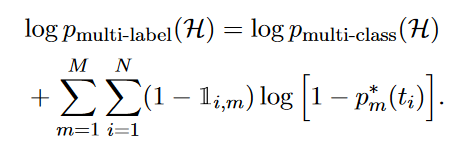 log p_multi-label(ℋ) = log p_multi-class(ℋ)
+ ∑_{m=1}^{M} ∑_{i=1}^{N} (1 − 𝟙_{i,m}) log [1 − p*_m(t_i)].